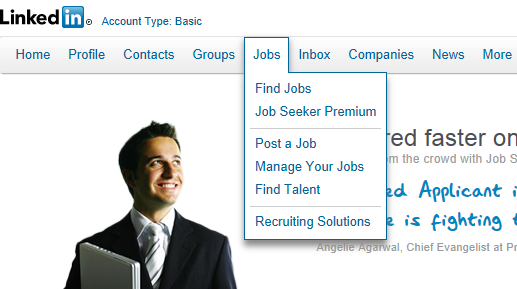 Linked in® Account Type: Basic
Home Profile Contacts Groups Jobs Inbox Companies News More
Find Jobs
Job Seeker Premium
Post a Job
Manage Your Jobs
Find Talent
Recruiting Solutions
red faster on
om the crowd with Job S
ed Applicant i
e is fighting t
Angelie Agarwal, Chief Evangelist at Pr